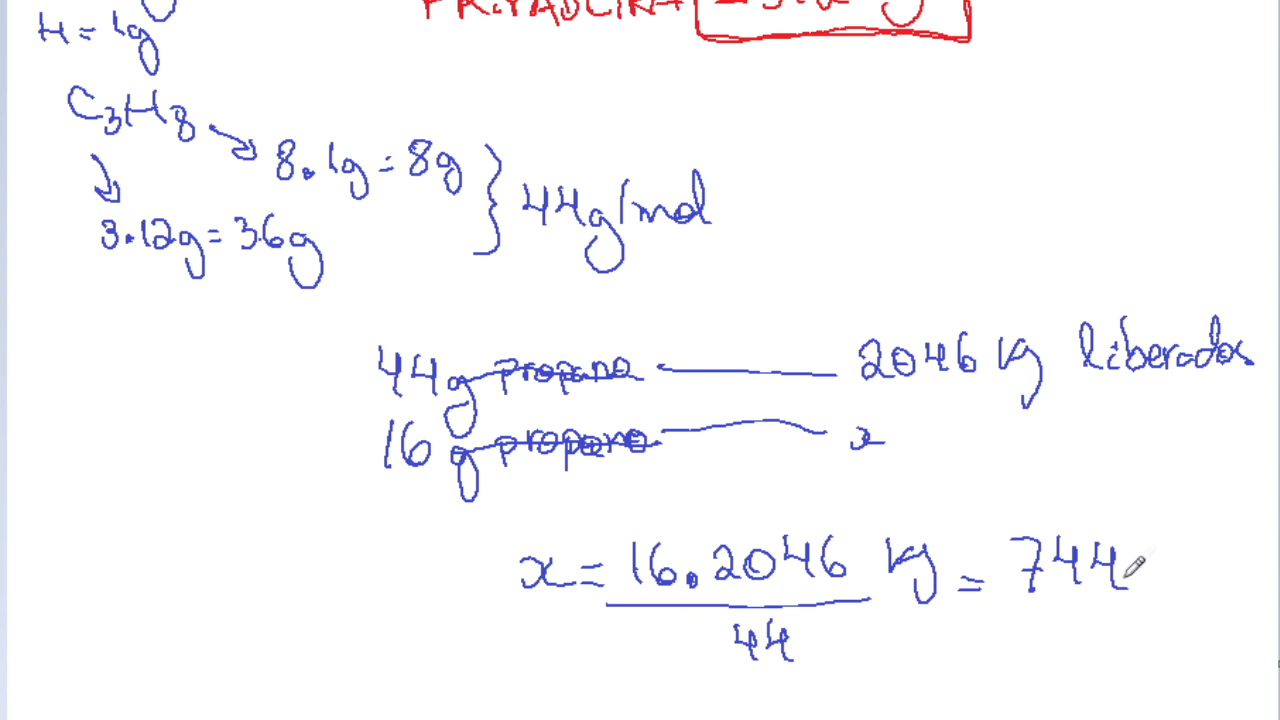 H = 1g
C3H8
8.1g = 8g
3.12g = 36g
44g/mol
44g propano 2046 kJ liberados
16g propano x
x = 16.2046 kJ = 744
44